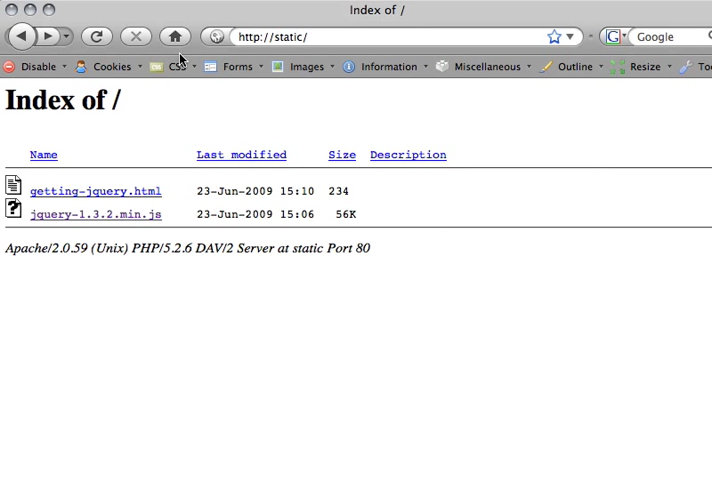 Index of /
http://static/
Google
Disable Cookies CSS Forms Images Information Miscellaneous Outline Resize
Index of /
Name Last modified Size Description
getting-jquery.html 23-Jun-2009 15:10 234
jquery-1.3.2.min.js 23-Jun-2009 15:06 56K
Apache/2.0.59 (Unix) PHP/5.2.6 DAV/2 Server at static Port 80